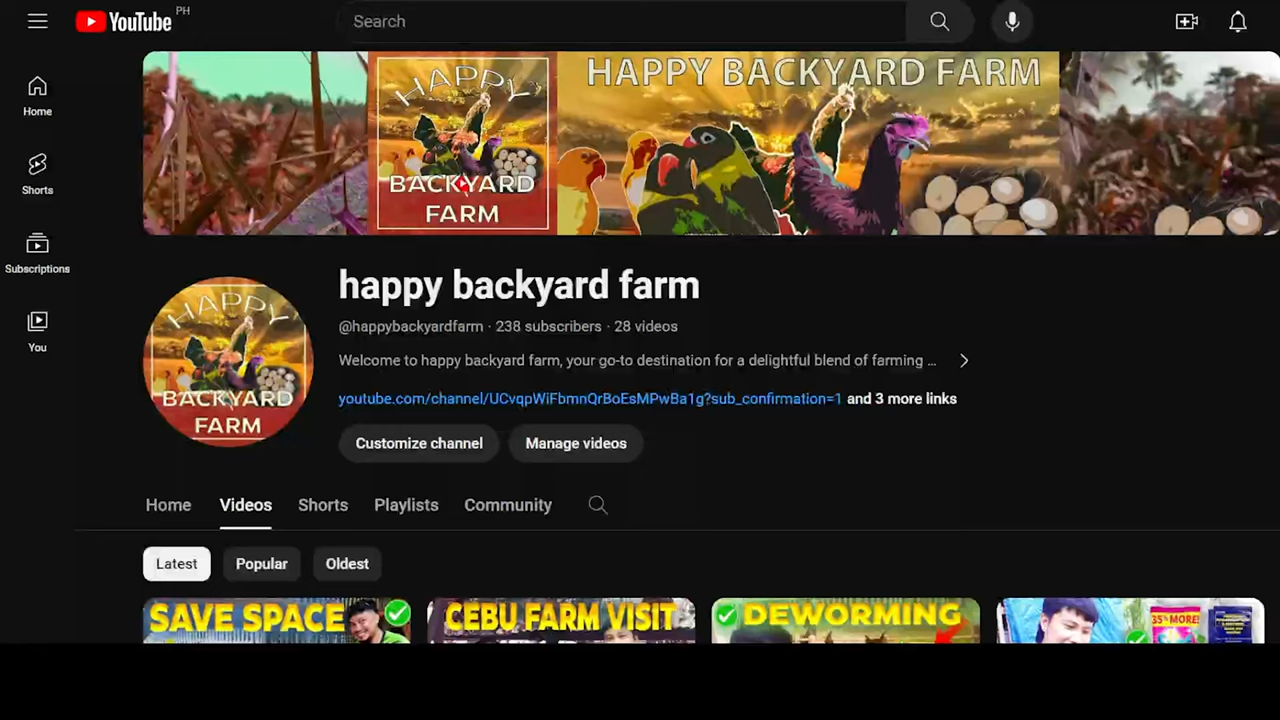 YouTube PH
Search
Home
Shorts
Subscriptions
You
HAPPY
BACKYARD
FARM
HAPPY BACKYARD FARM
HAPPY
BACKYARD
FARM
happy backyard farm
@happybackyardfarm · 238 subscribers · 28 videos
Welcome to happy backyard farm, your go-to destination for a delightful blend of farming ...
youtube.com/channel/UCvqpWiFbmnQrBoEsMPwBa1g?sub_confirmation=1 and 3 more links
Customize channel Manage videos
Home Videos Shorts Playlists Community
Latest Popular Oldest
SAVE SPACE CEBU FARM VISIT DEWORMING 35% MORE!